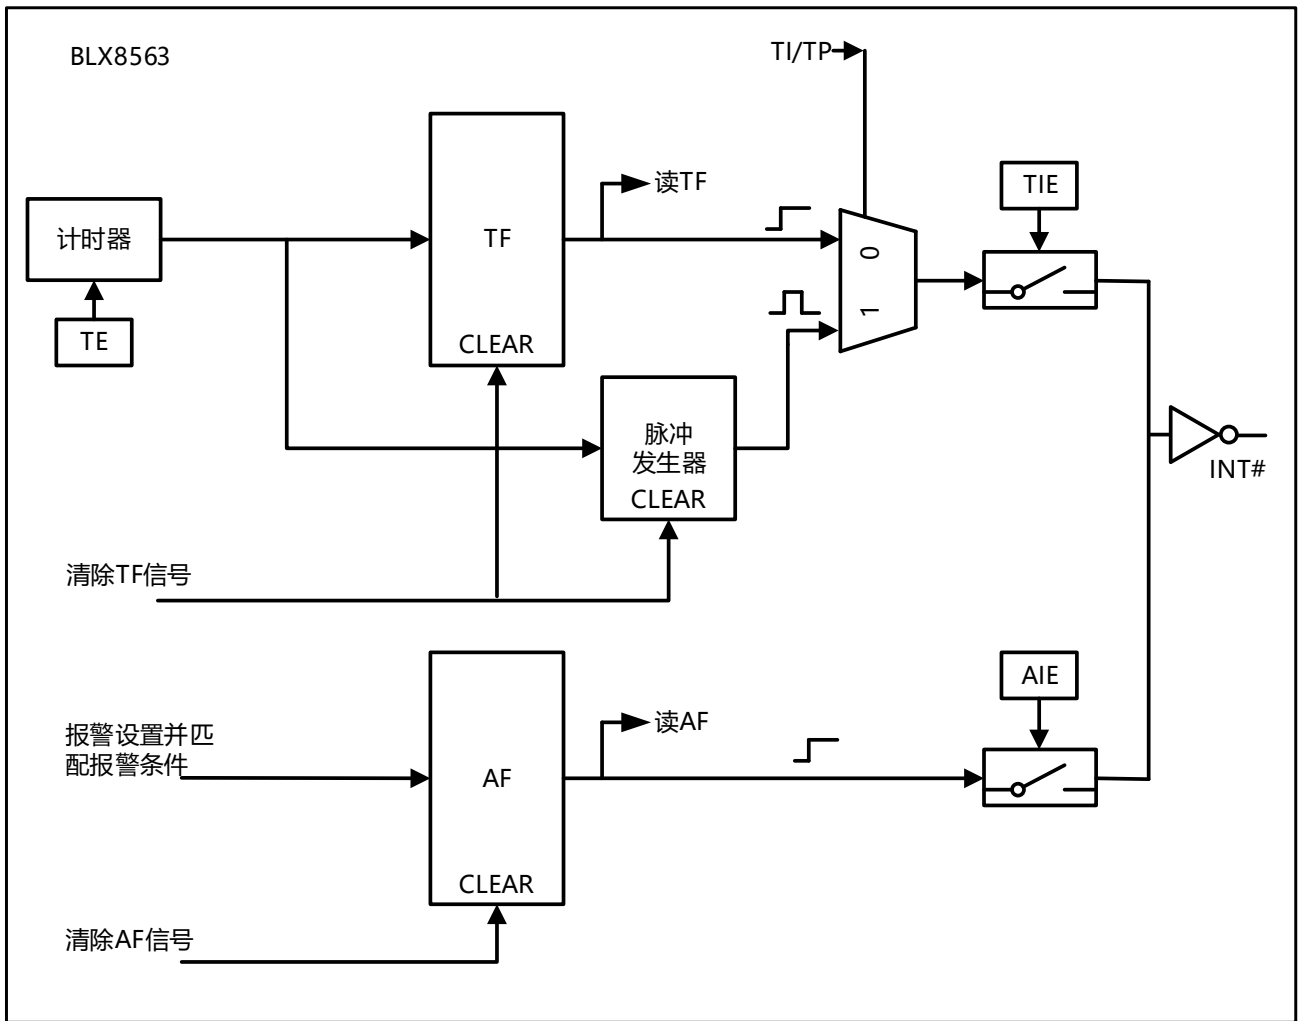 BLX8563
TI/TP
TIE
读TF
计时器
TF
0
1
TE
CLEAR
脉冲
发生器
CLEAR
INT#
清除TF信号
AIE
报警设置并匹
配报警条件
读AF
AF
CLEAR
清除AF信号